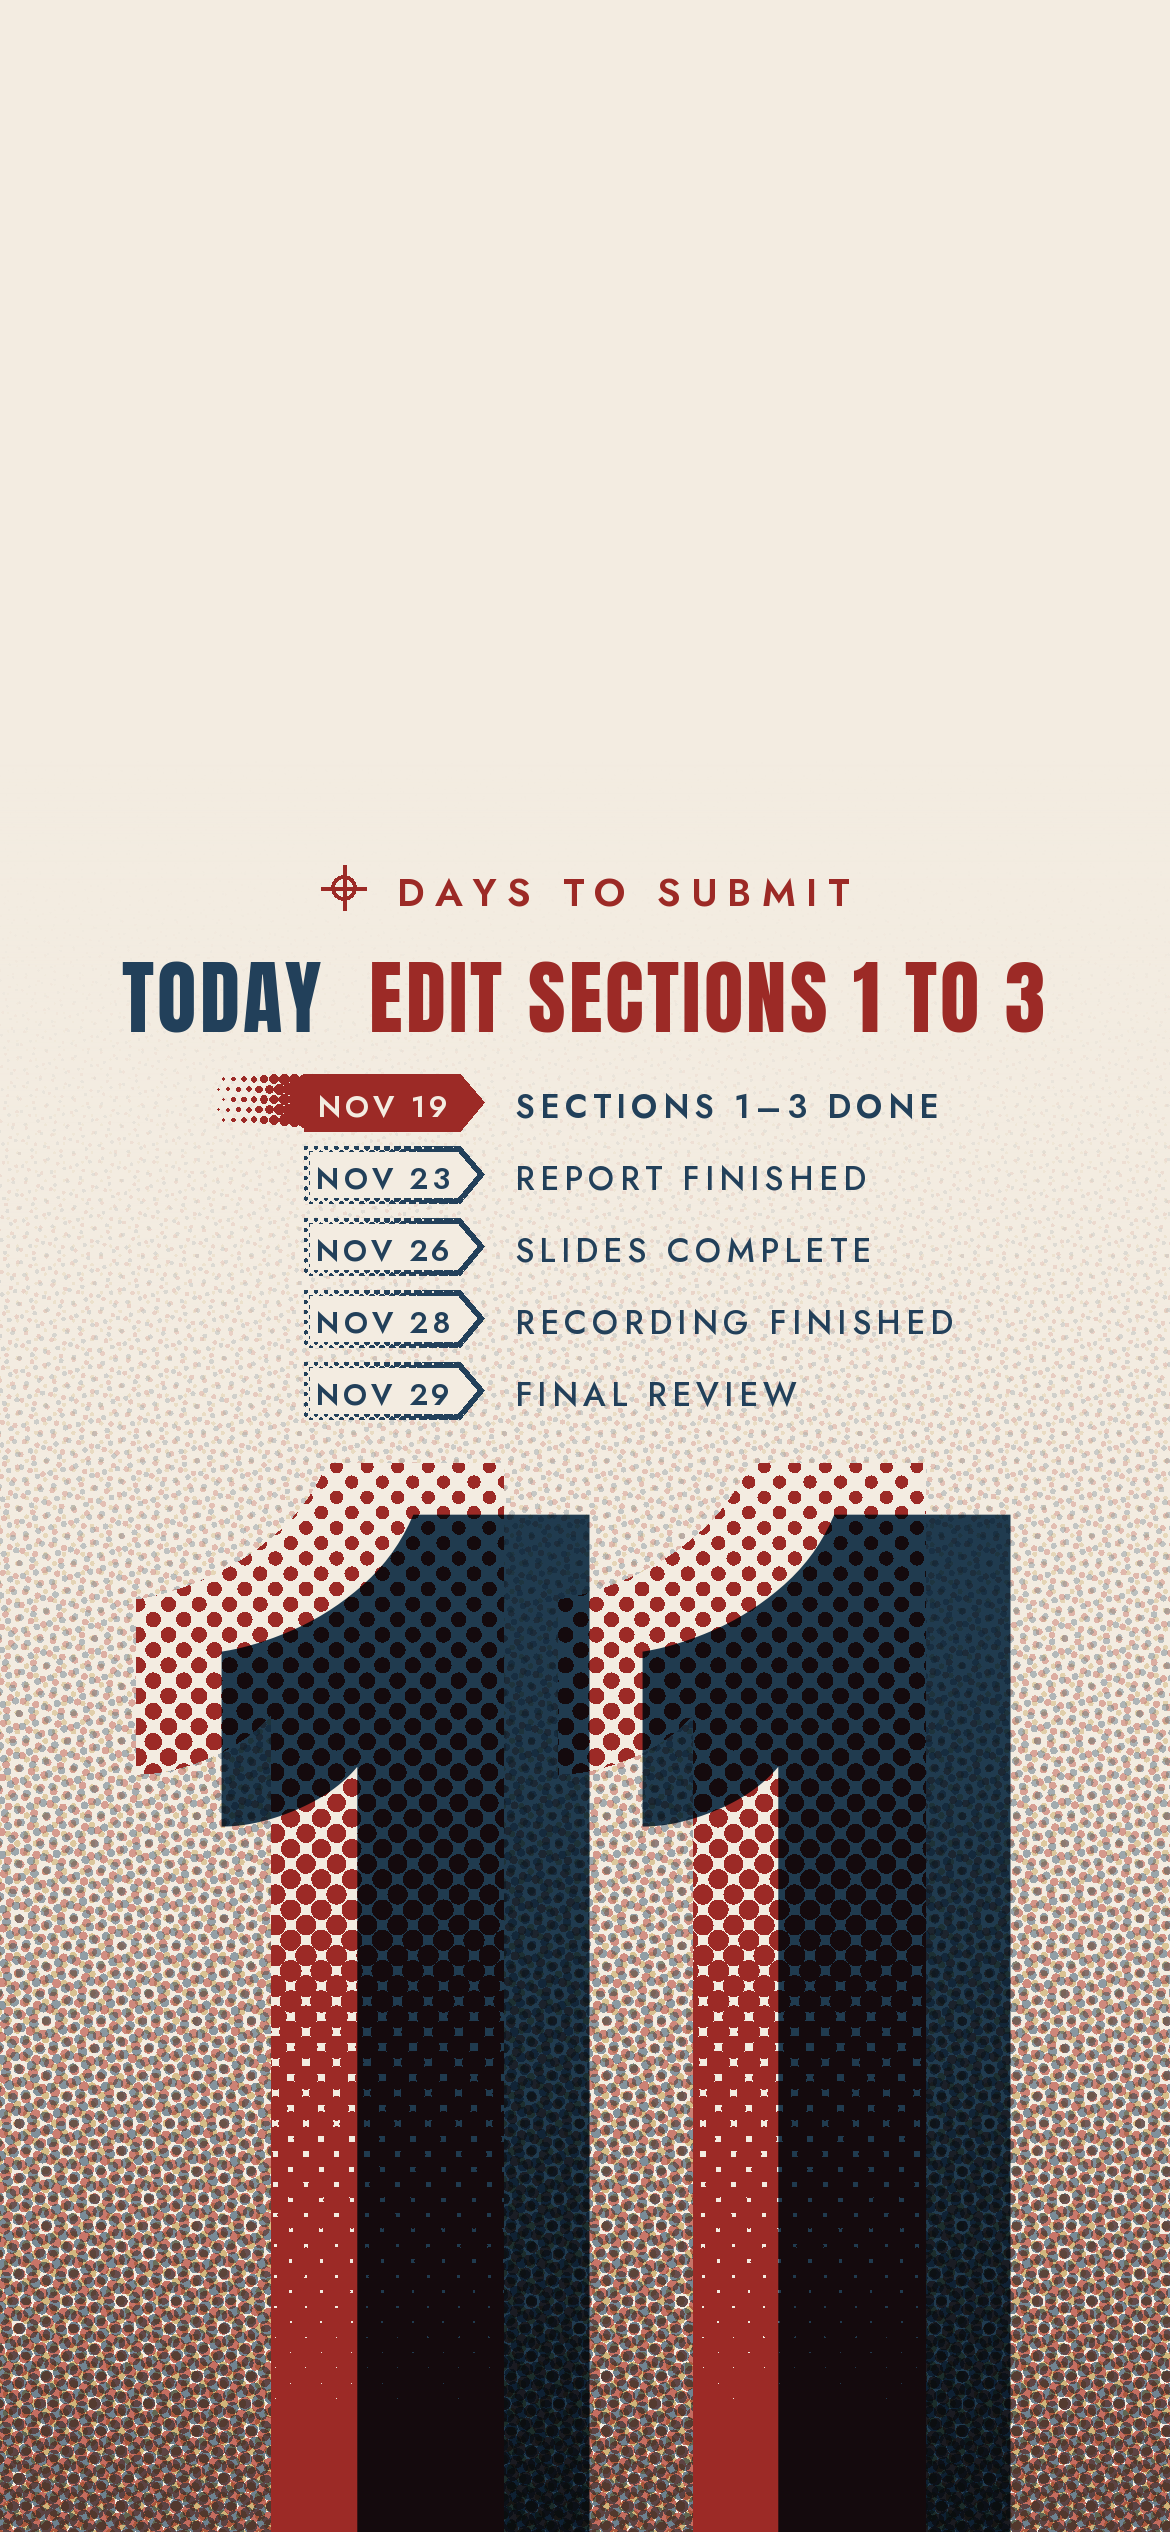 DAYS TO SUBMIT
TODAY EDIT SECTIONS 1 TO 3
NOV 19 SECTIONS 1–3 DONE
NOV 23 REPORT FINISHED
NOV 26 SLIDES COMPLETE
NOV 28 RECORDING FINISHED
NOV 29 FINAL REVIEW
11